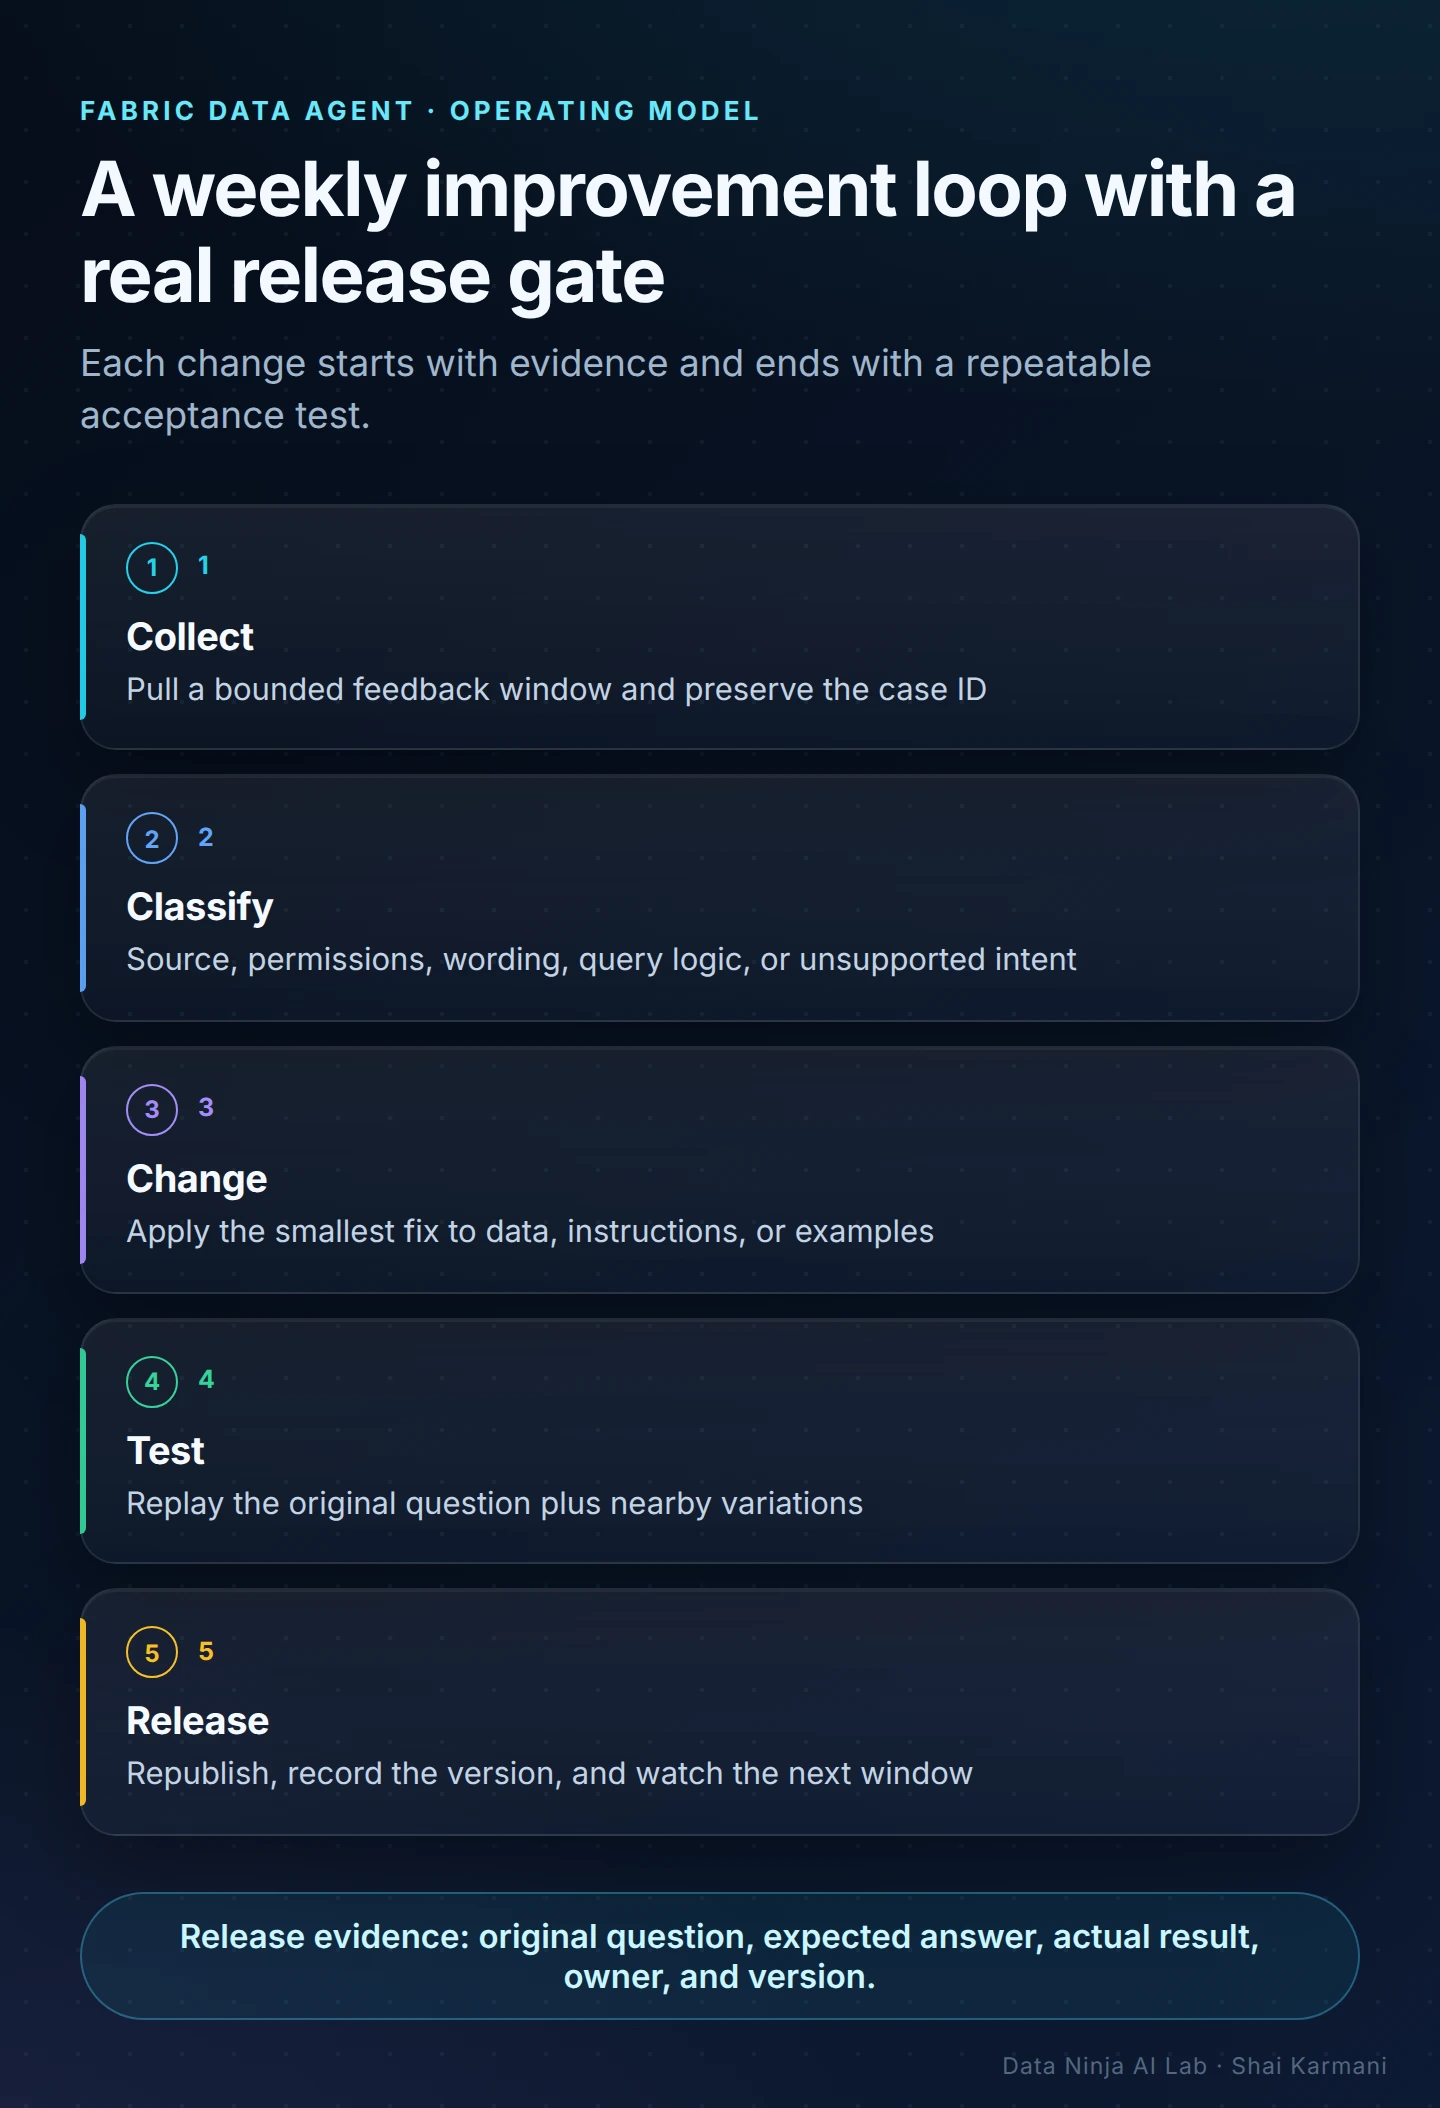 FABRIC DATA AGENT · OPERATING MODEL
A weekly improvement loop with a
real release gate
Each change starts with evidence and ends with a repeatable
acceptance test.
1 1
Collect
Pull a bounded feedback window and preserve the case ID
2 2
Classify
Source, permissions, wording, query logic, or unsupported intent
3 3
Change
Apply the smallest fix to data, instructions, or examples
4 4
Test
Replay the original question plus nearby variations
5 5
Release
Republish, record the version, and watch the next window
Release evidence: original question, expected answer, actual result,
owner, and version.
Data Ninja AI Lab · Shai Karmani